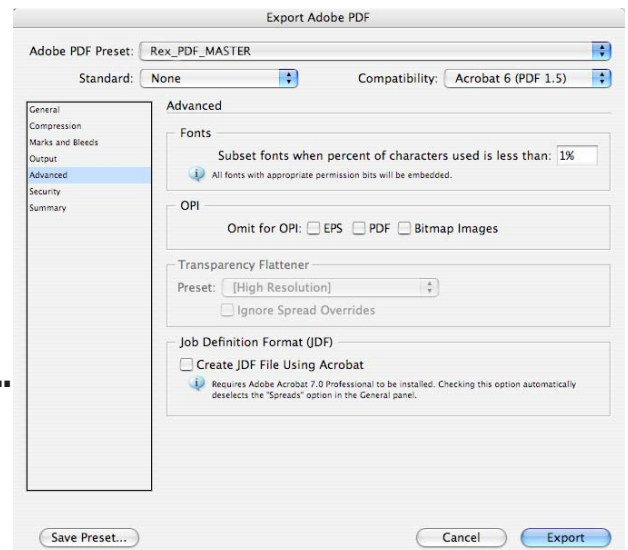 Export Adobe PDF
Adobe PDF Preset: Rex_PDF_MASTER
Standard: None Compatibility: Acrobat 6 (PDF 1.5)
General
Compression
Marks and Bleeds
Output
Advanced
Security
Summary
Advanced
Fonts
Subset fonts when percent of characters used is less than: 1%
All fonts with appropriate permission bits will be embedded.
OPI
Omit for OPI: EPS PDF Bitmap Images
Transparency Flattener
Preset: [High Resolution]
Ignore Spread Overrides
Job Definition Format (JDF)
Create JDF File Using Acrobat
Requires Adobe Acrobat 7.0 Professional to be installed. Checking this option automatically
deselects the "Spreads" option in the General panel.
..
Save Preset... Cancel Export